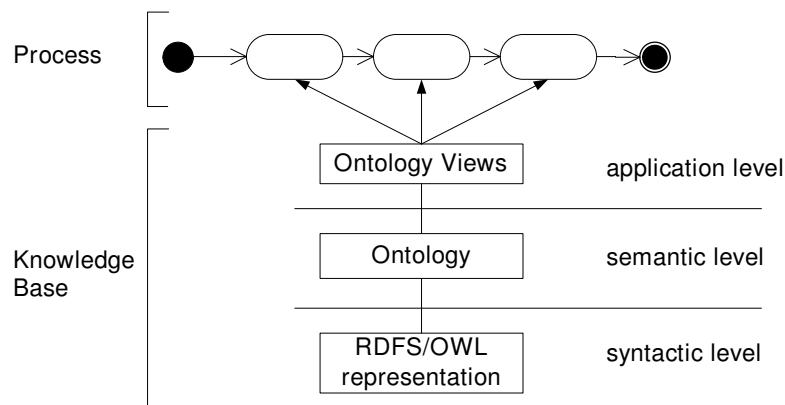 Process
Ontology Views
application level
Knowledge
Base
Ontology
semantic level
RDFS/OWL
representation
syntactic level